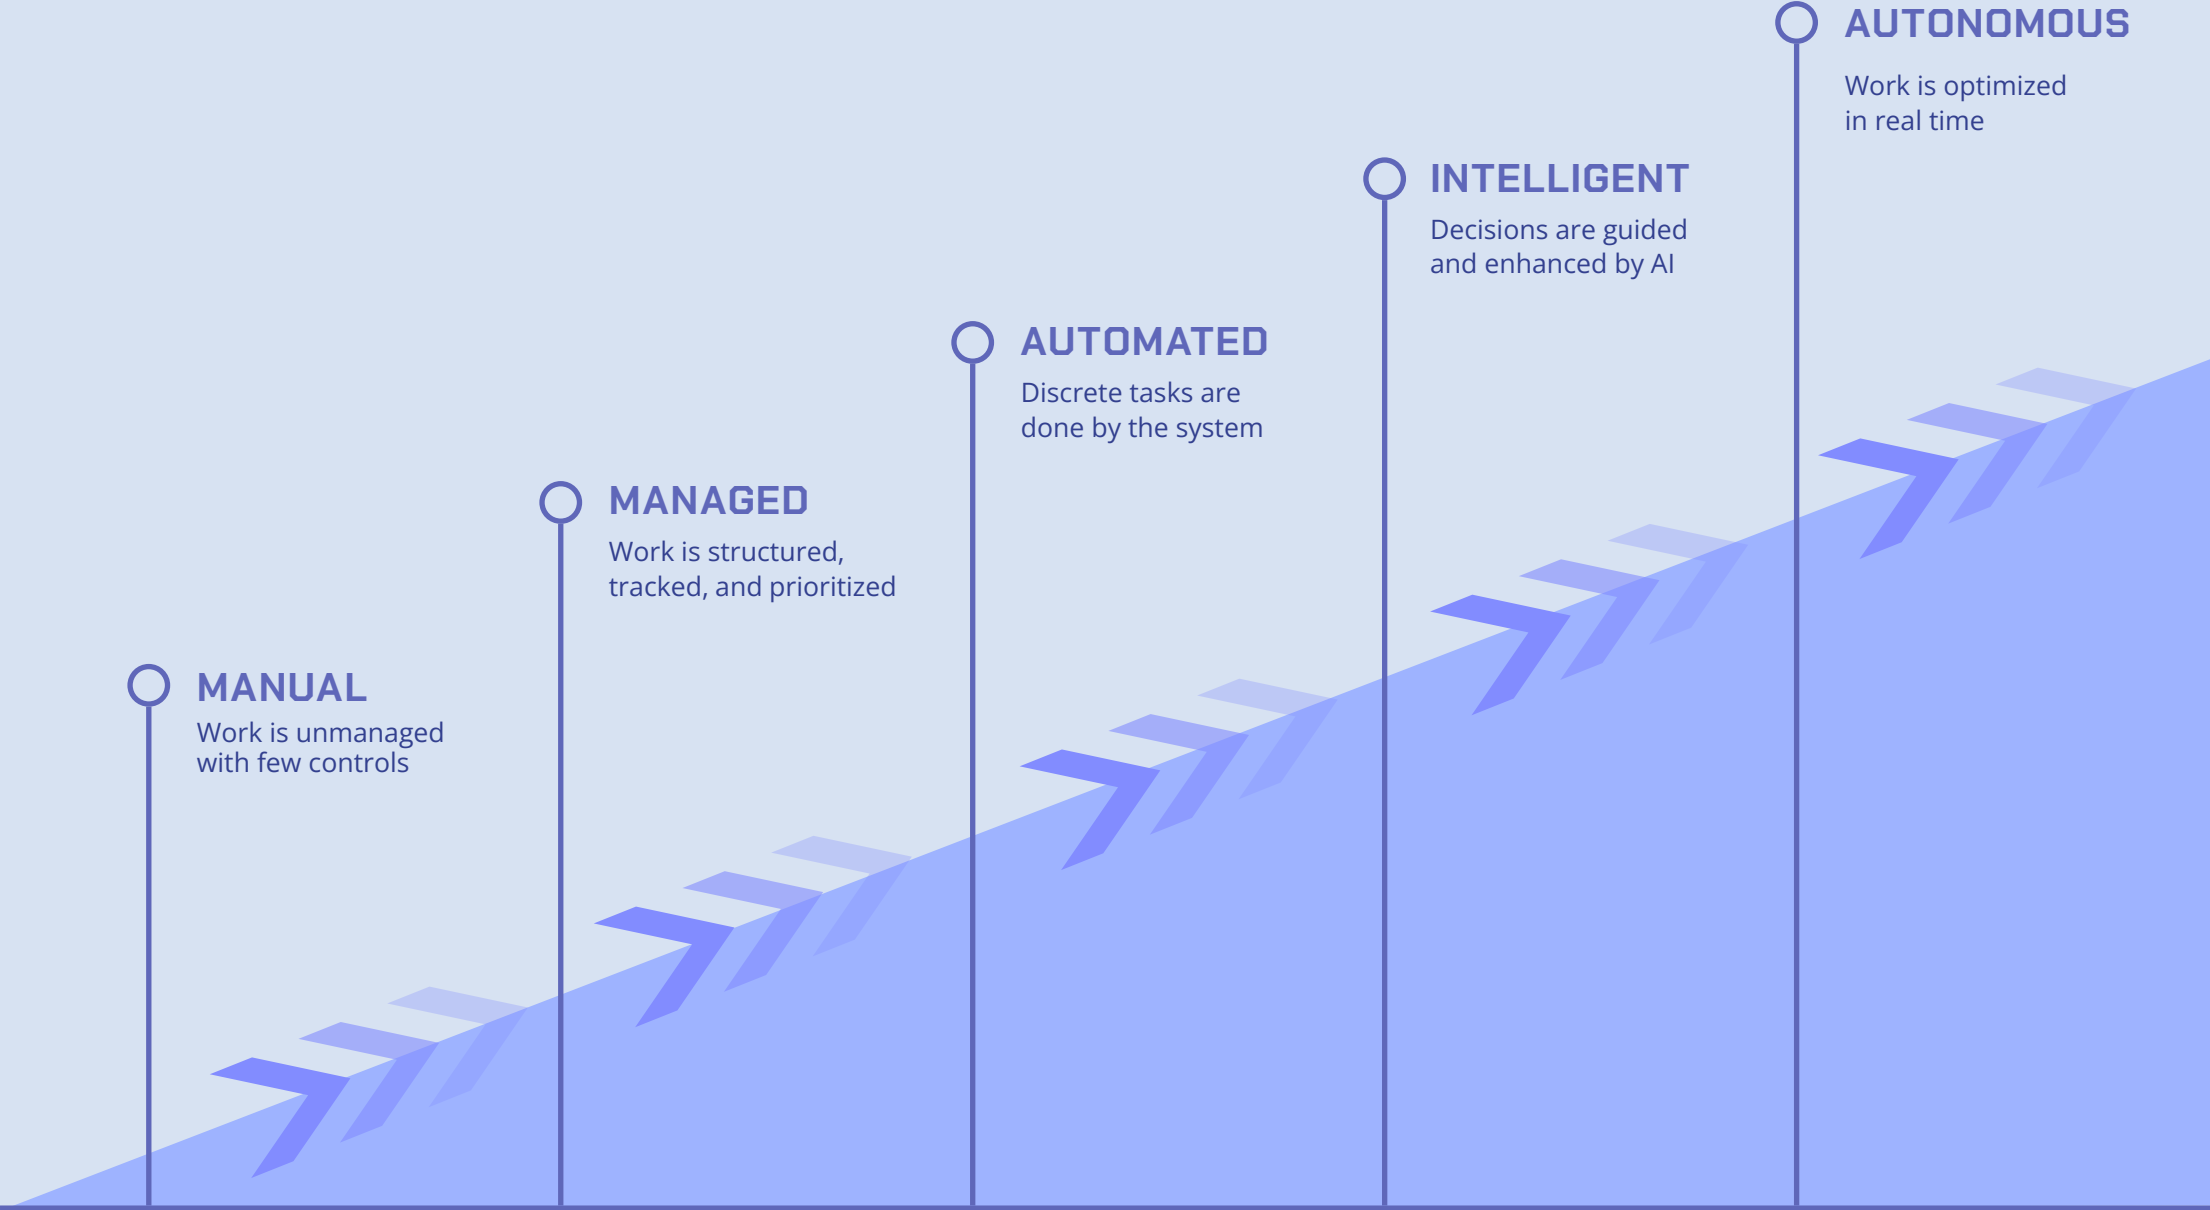 AUTONOMOUS
Work is optimized
in real time
INTELLIGENT
Decisions are guided
and enhanced by AI
AUTOMATED
Discrete tasks are
done by the system
MANAGED
Work is structured,
tracked, and prioritized
MANUAL
Work is unmanaged
with few controls